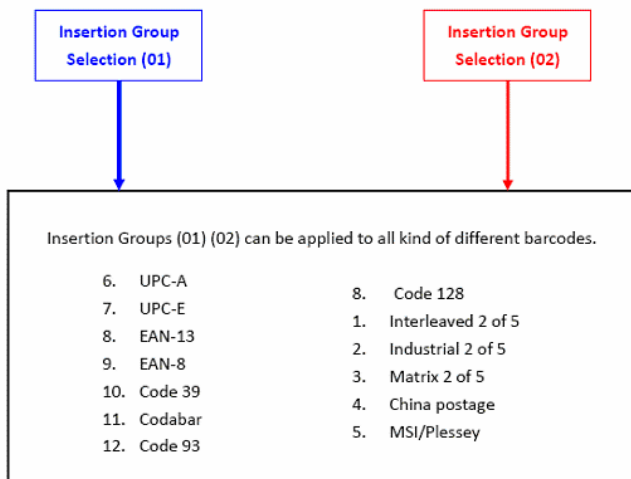 Insertion Group
Selection (01)
Insertion Group
Selection (02)
Insertion Groups (01) (02) can be applied to all kind of different barcodes.
6. UPC-A
7. UPC-E
8. EAN-13
9. EAN-8
10. Code 39
11. Codabar
12. Code 93
8. Code 128
1. Interleaved 2 of 5
2. Industrial 2 of 5
3. Matrix 2 of 5
4. China postage
5. MSI/Plessey